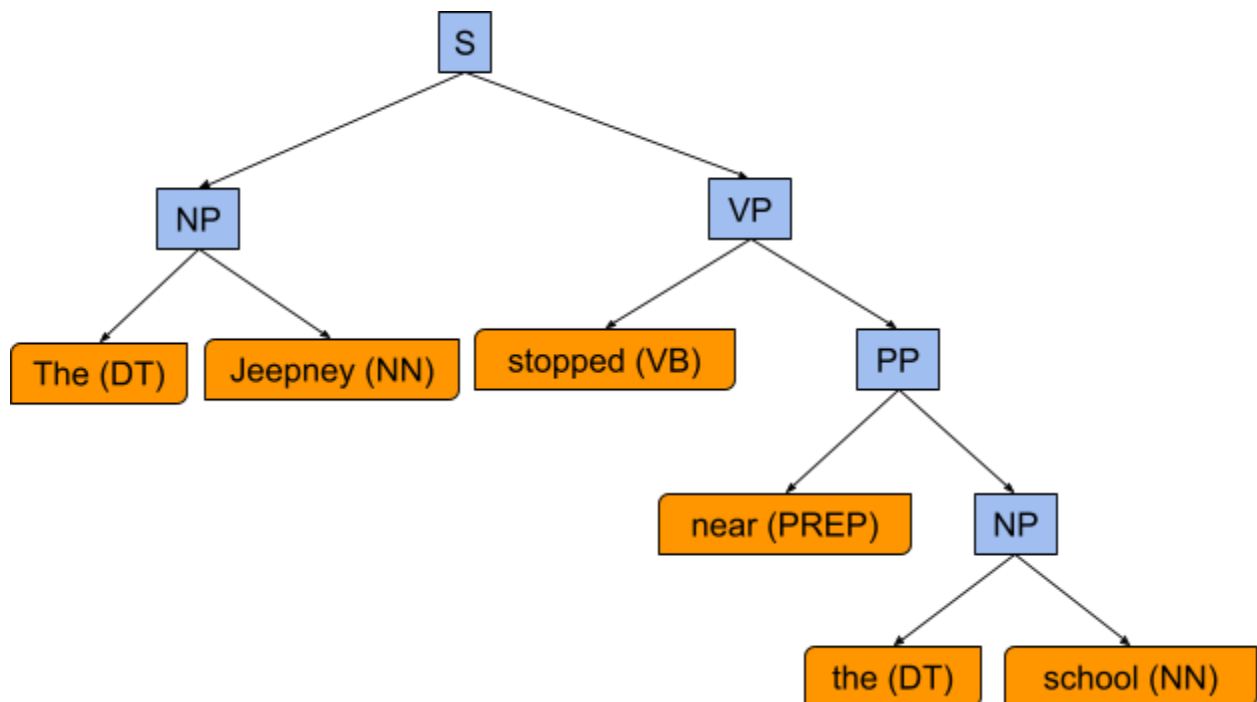 S
NP
VP
The (DT)
Jeepney (NN)
stopped (VB)
PP
near (PREP)
NP
the (DT)
school (NN)